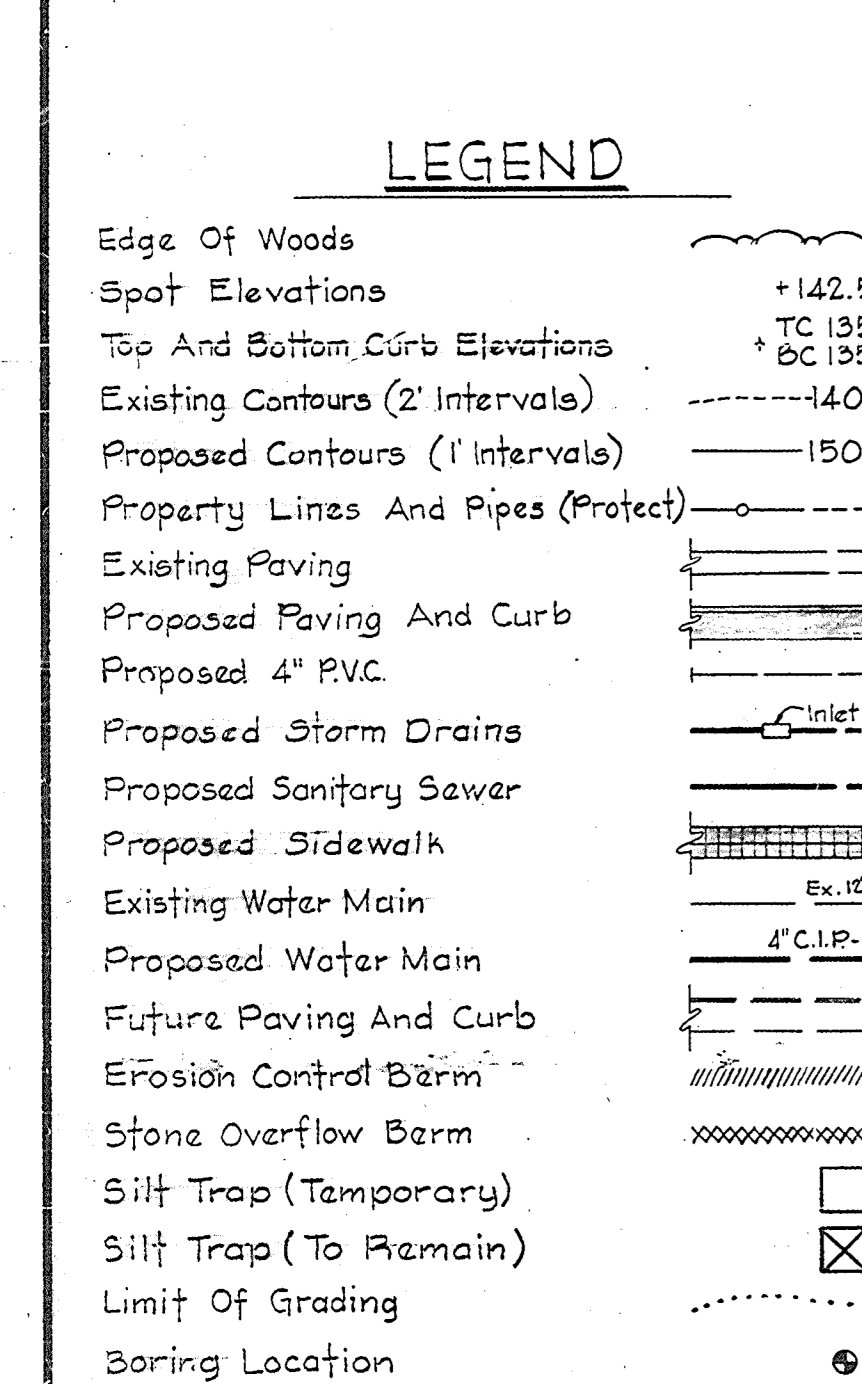 LEGEND
Edge Of Woods
Spot Elevations +142.5
Top And Bottom Curb Elevations + TC 135
BC 135
Existing Contours (2' Intervals) 140
Proposed Contours (1' Intervals) 150
Property Lines And Pipes (Protect)
Existing Paving
Proposed Paving And Curb
Proposed 4" P.V.C.
Proposed Storm Drains Inlet
Proposed Sanitary Sewer
Proposed Sidewalk
Existing Water Main Ex. 12"
Proposed Water Main 4" C.I.P.-
Future Paving And Curb
Erosion Control Berm
Stone Overflow Berm
Silt Trap (Temporary)
Silt Trap (To Remain)
Limit Of Grading
Boring Location